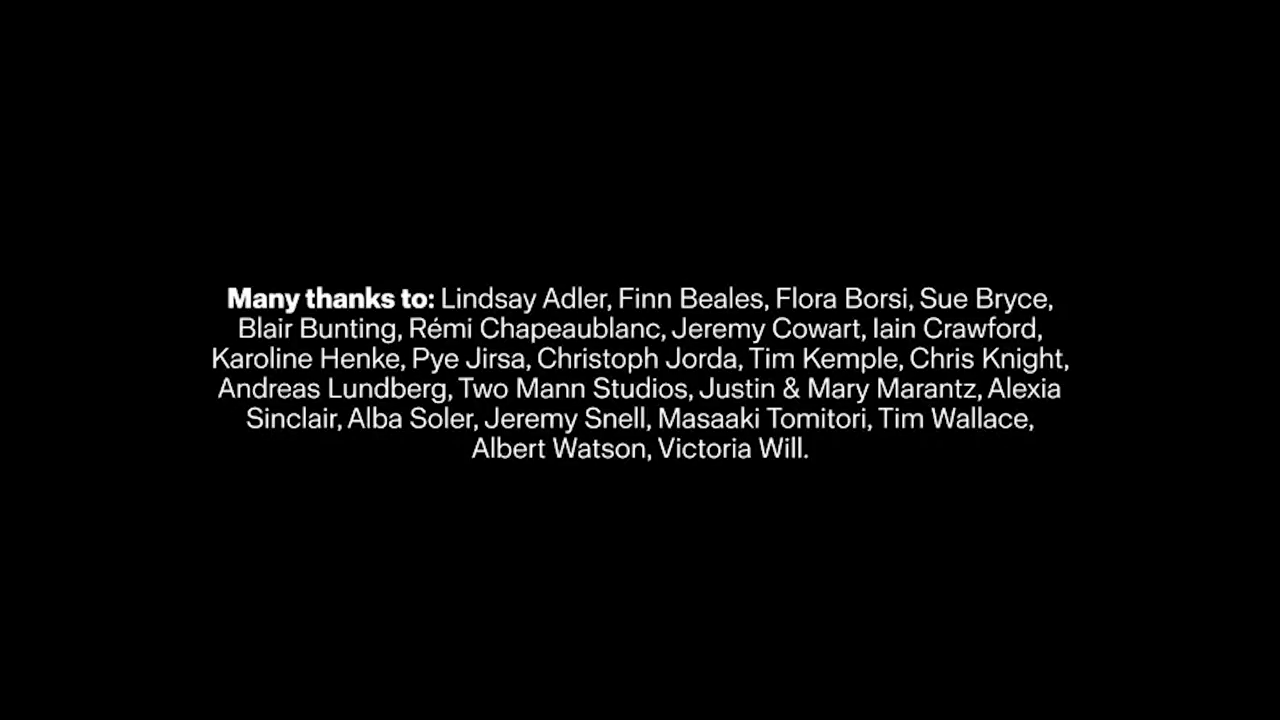 Many thanks to: Lindsay Adler, Finn Beales, Flora Borsi, Sue Bryce,
Blair Bunting, Rémi Chapeaublanc, Jeremy Cowart, Iain Crawford,
Karoline Henke, Pye Jirsa, Christoph Jorda, Tim Kemple, Chris Knight,
Andreas Lundberg, Two Mann Studios, Justin & Mary Marantz, Alexia
Sinclair, Alba Soler, Jeremy Snell, Masaaki Tomitori, Tim Wallace,
Albert Watson, Victoria Will.